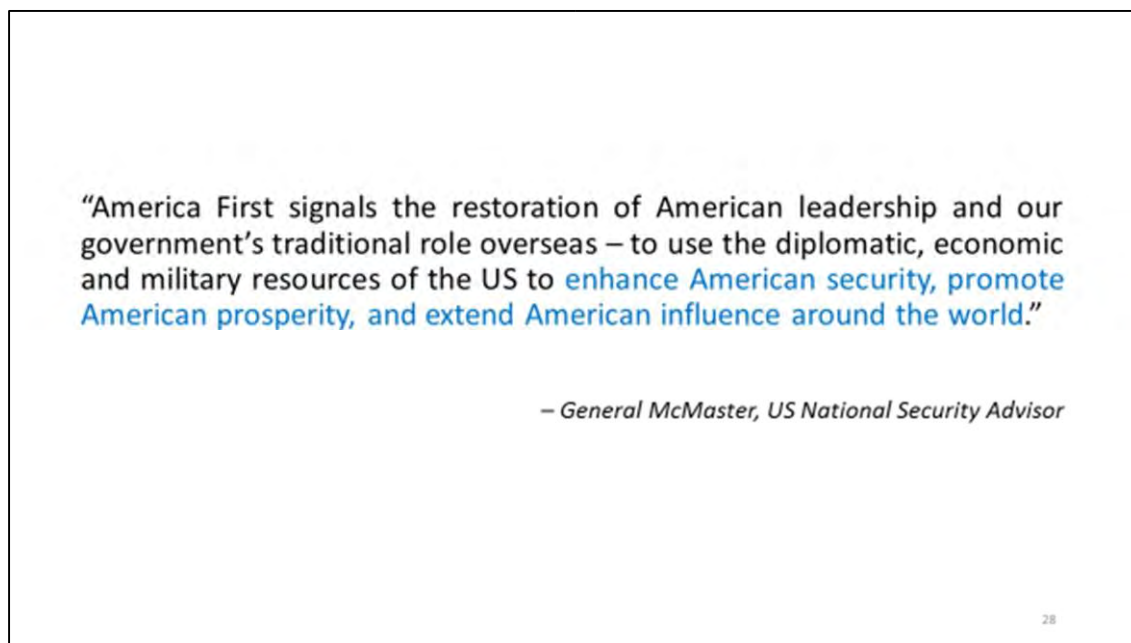 “America First signals the restoration of American leadership and our
government’s traditional role overseas – to use the diplomatic, economic
and military resources of the US to enhance American security, promote
American prosperity, and extend American influence around the world.”
– General McMaster, US National Security Advisor
28